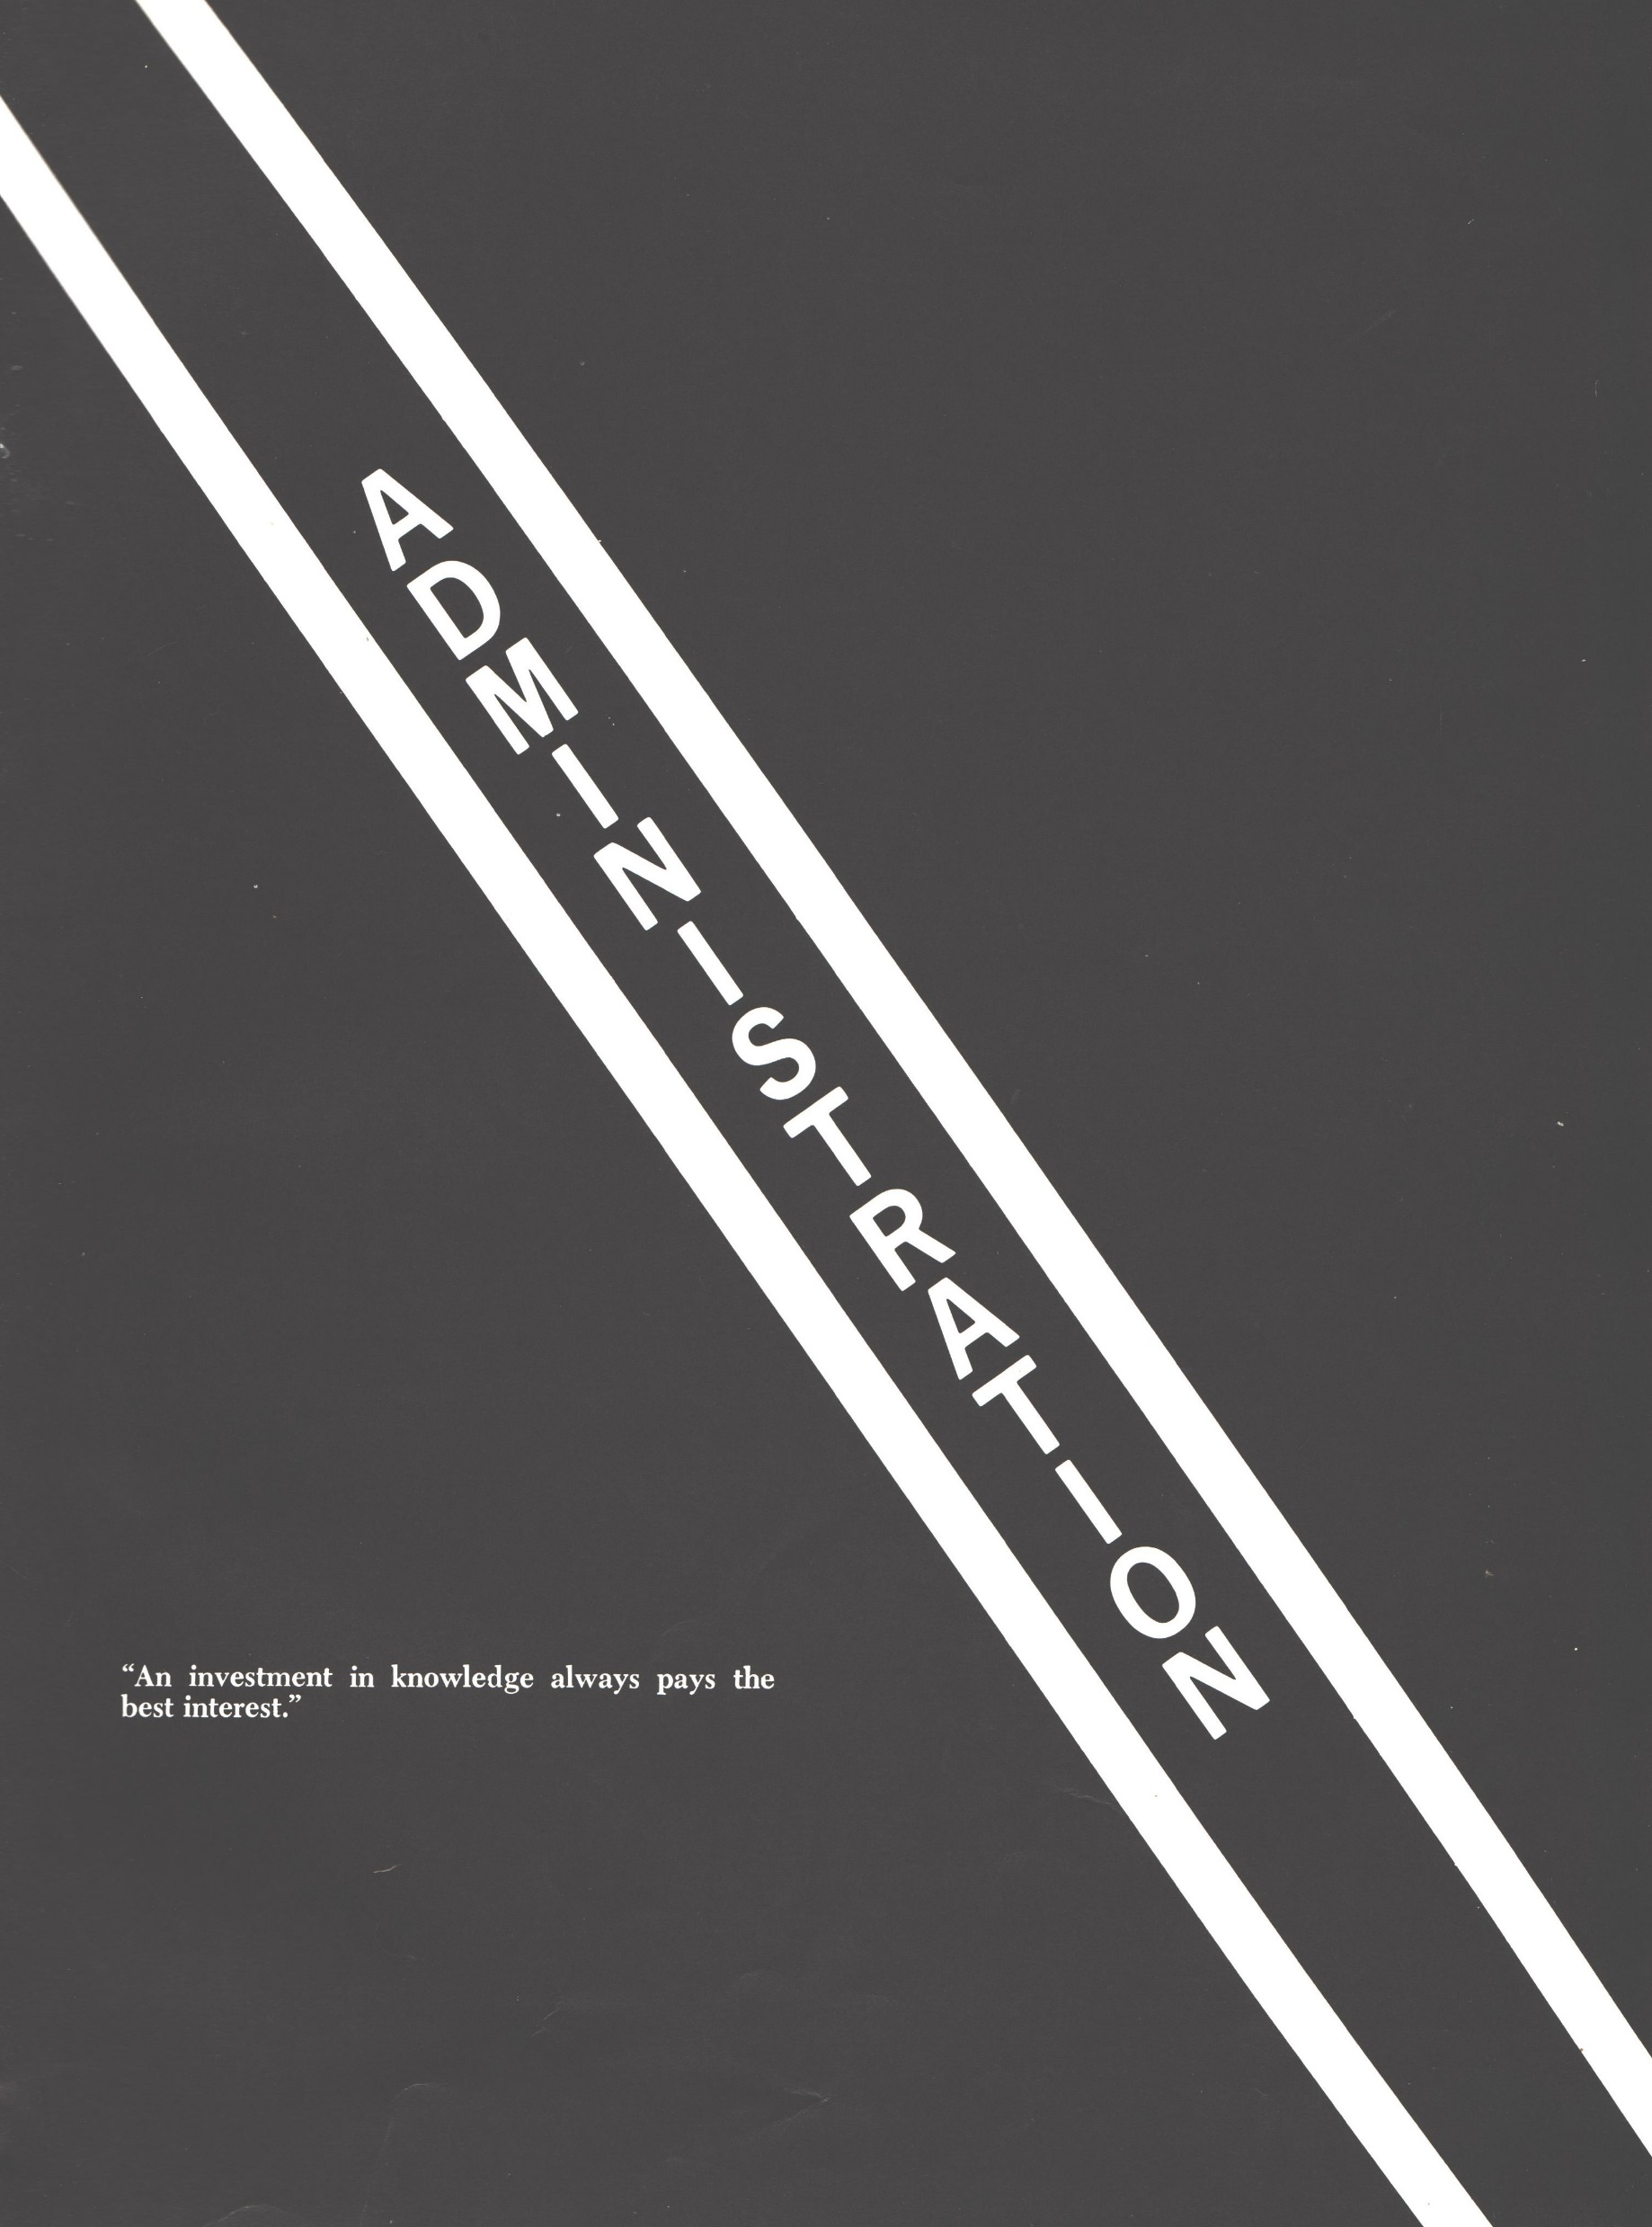 ADMINISTRATION
“An investment in knowledge always pays the
best interest.”